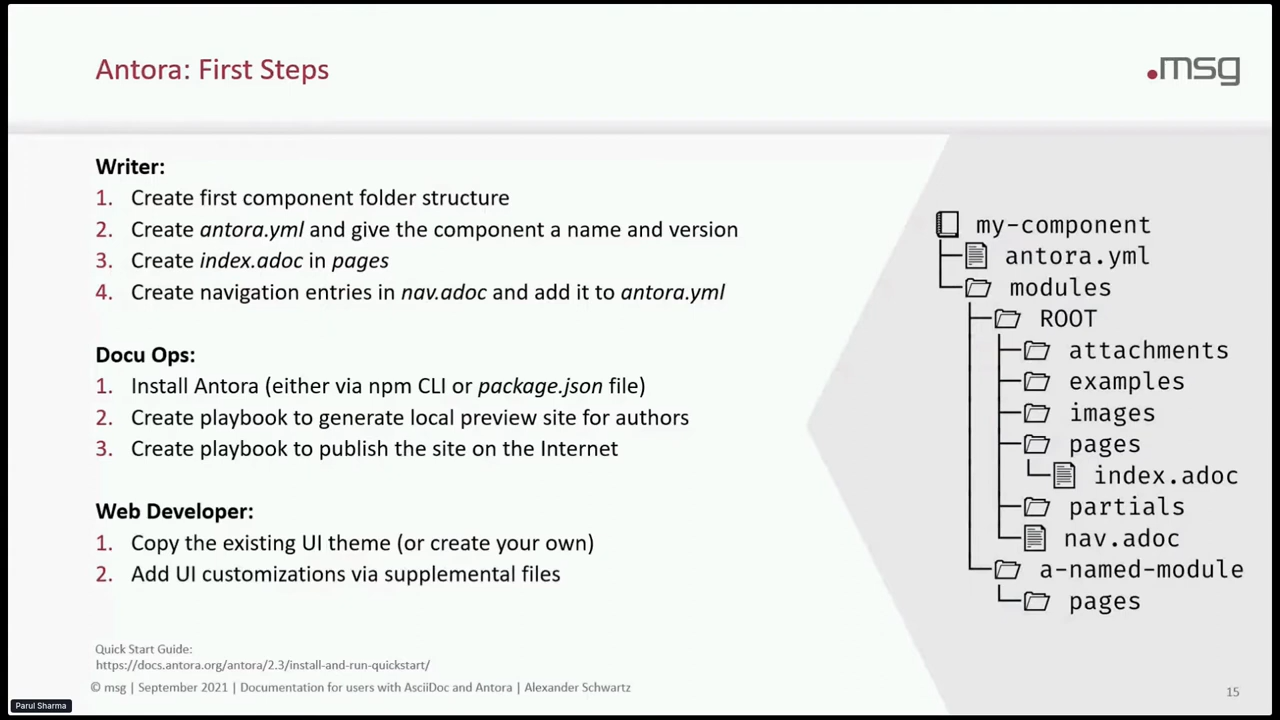 Antora: First Steps
.msg
Writer:
1. Create first component folder structure
2. Create antora.yml and give the component a name and version
3. Create index.adoc in pages
4. Create navigation entries in nav.adoc and add it to antora.yml
Docu Ops:
1. Install Antora (either via npm CLI or package.json file)
2. Create playbook to generate local preview site for authors
3. Create playbook to publish the site on the Internet
Web Developer:
1. Copy the existing UI theme (or create your own)
2. Add UI customizations via supplemental files
my-component
antora.yml
modules
ROOT
attachments
examples
images
pages
index.adoc
partials
nav.adoc
a-named-module
pages
Quick Start Guide:
https://docs.antora.org/antora/2.3/install-and-run-quickstart/
© msg | September 2021 | Documentation for users with AsciiDoc and Antora | Alexander Schwartz
15
Parul Sharma